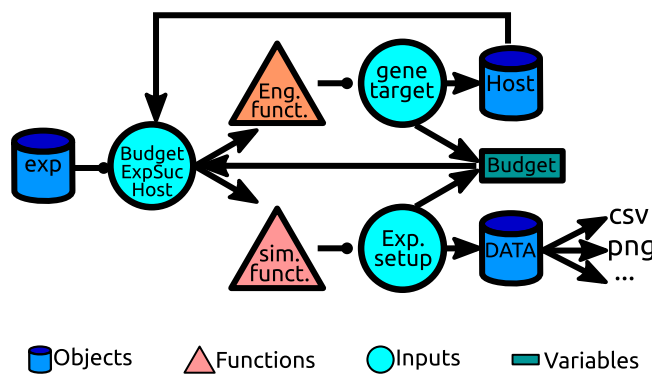 Eng.
funct.
gene
target
Host
exp
Budget
ExpSuc
Host
Budget
sim.
funct.
Exp.
setup
DATA
csv
png
...
Objects
Functions
Inputs
Variables